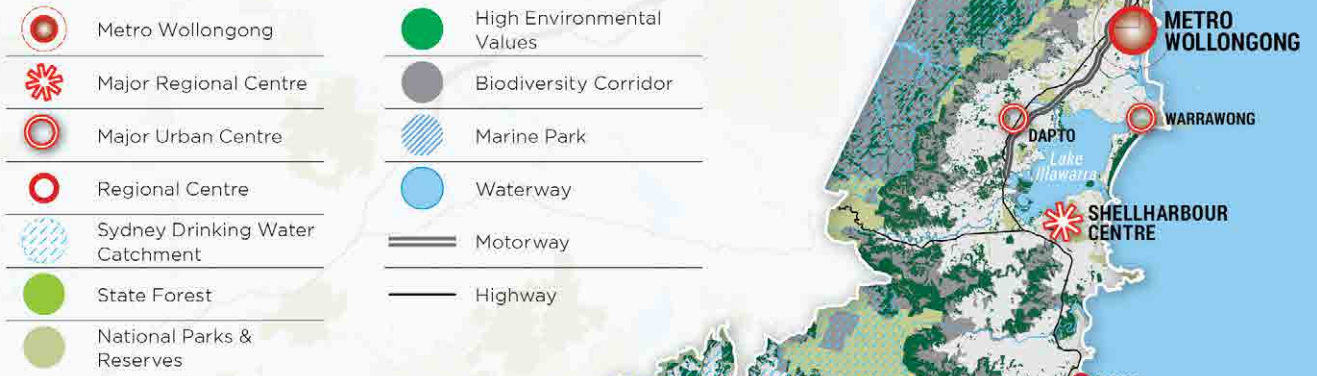 Metro Wollongong
Major Regional Centre
Major Urban Centre
Regional Centre
Sydney Drinking Water
Catchment
State Forest
National Parks &
Reserves
High Environmental
Values
Biodiversity Corridor
Marine Park
Waterway
Motorway
Highway
METRO
WOLLONGONG
DAPTO
WARRAWONG
Lake
Illawarra
SHELLHARBOUR
CENTRE